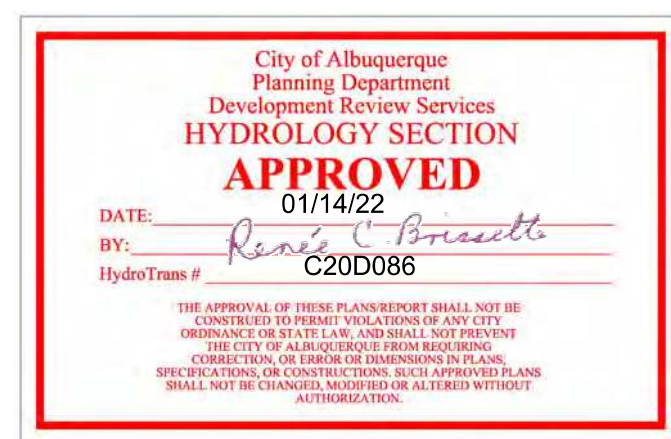 City of Albuquerque
Planning Department
Development Review Services
HYDROLOGY SECTION
APPROVED
DATE: 01/14/22
BY: Renée C. Brissette
HydroTrans # C20D086
THE APPROVAL OF THESE PLANS/REPORT SHALL NOT BE
CONSTRUED TO PERMIT VIOLATIONS OF ANY CITY
ORDINANCE OR STATE LAW, AND SHALL NOT PREVENT
THE CITY OF ALBUQUERQUE FROM REQUIRING
CORRECTION, OR ERROR OR DIMENSIONS IN PLANS,
SPECIFICATIONS, OR CONSTRUCTIONS. SUCH APPROVED PLANS
SHALL NOT BE CHANGED, MODIFIED OR ALTERED WITHOUT
AUTHORIZATION.